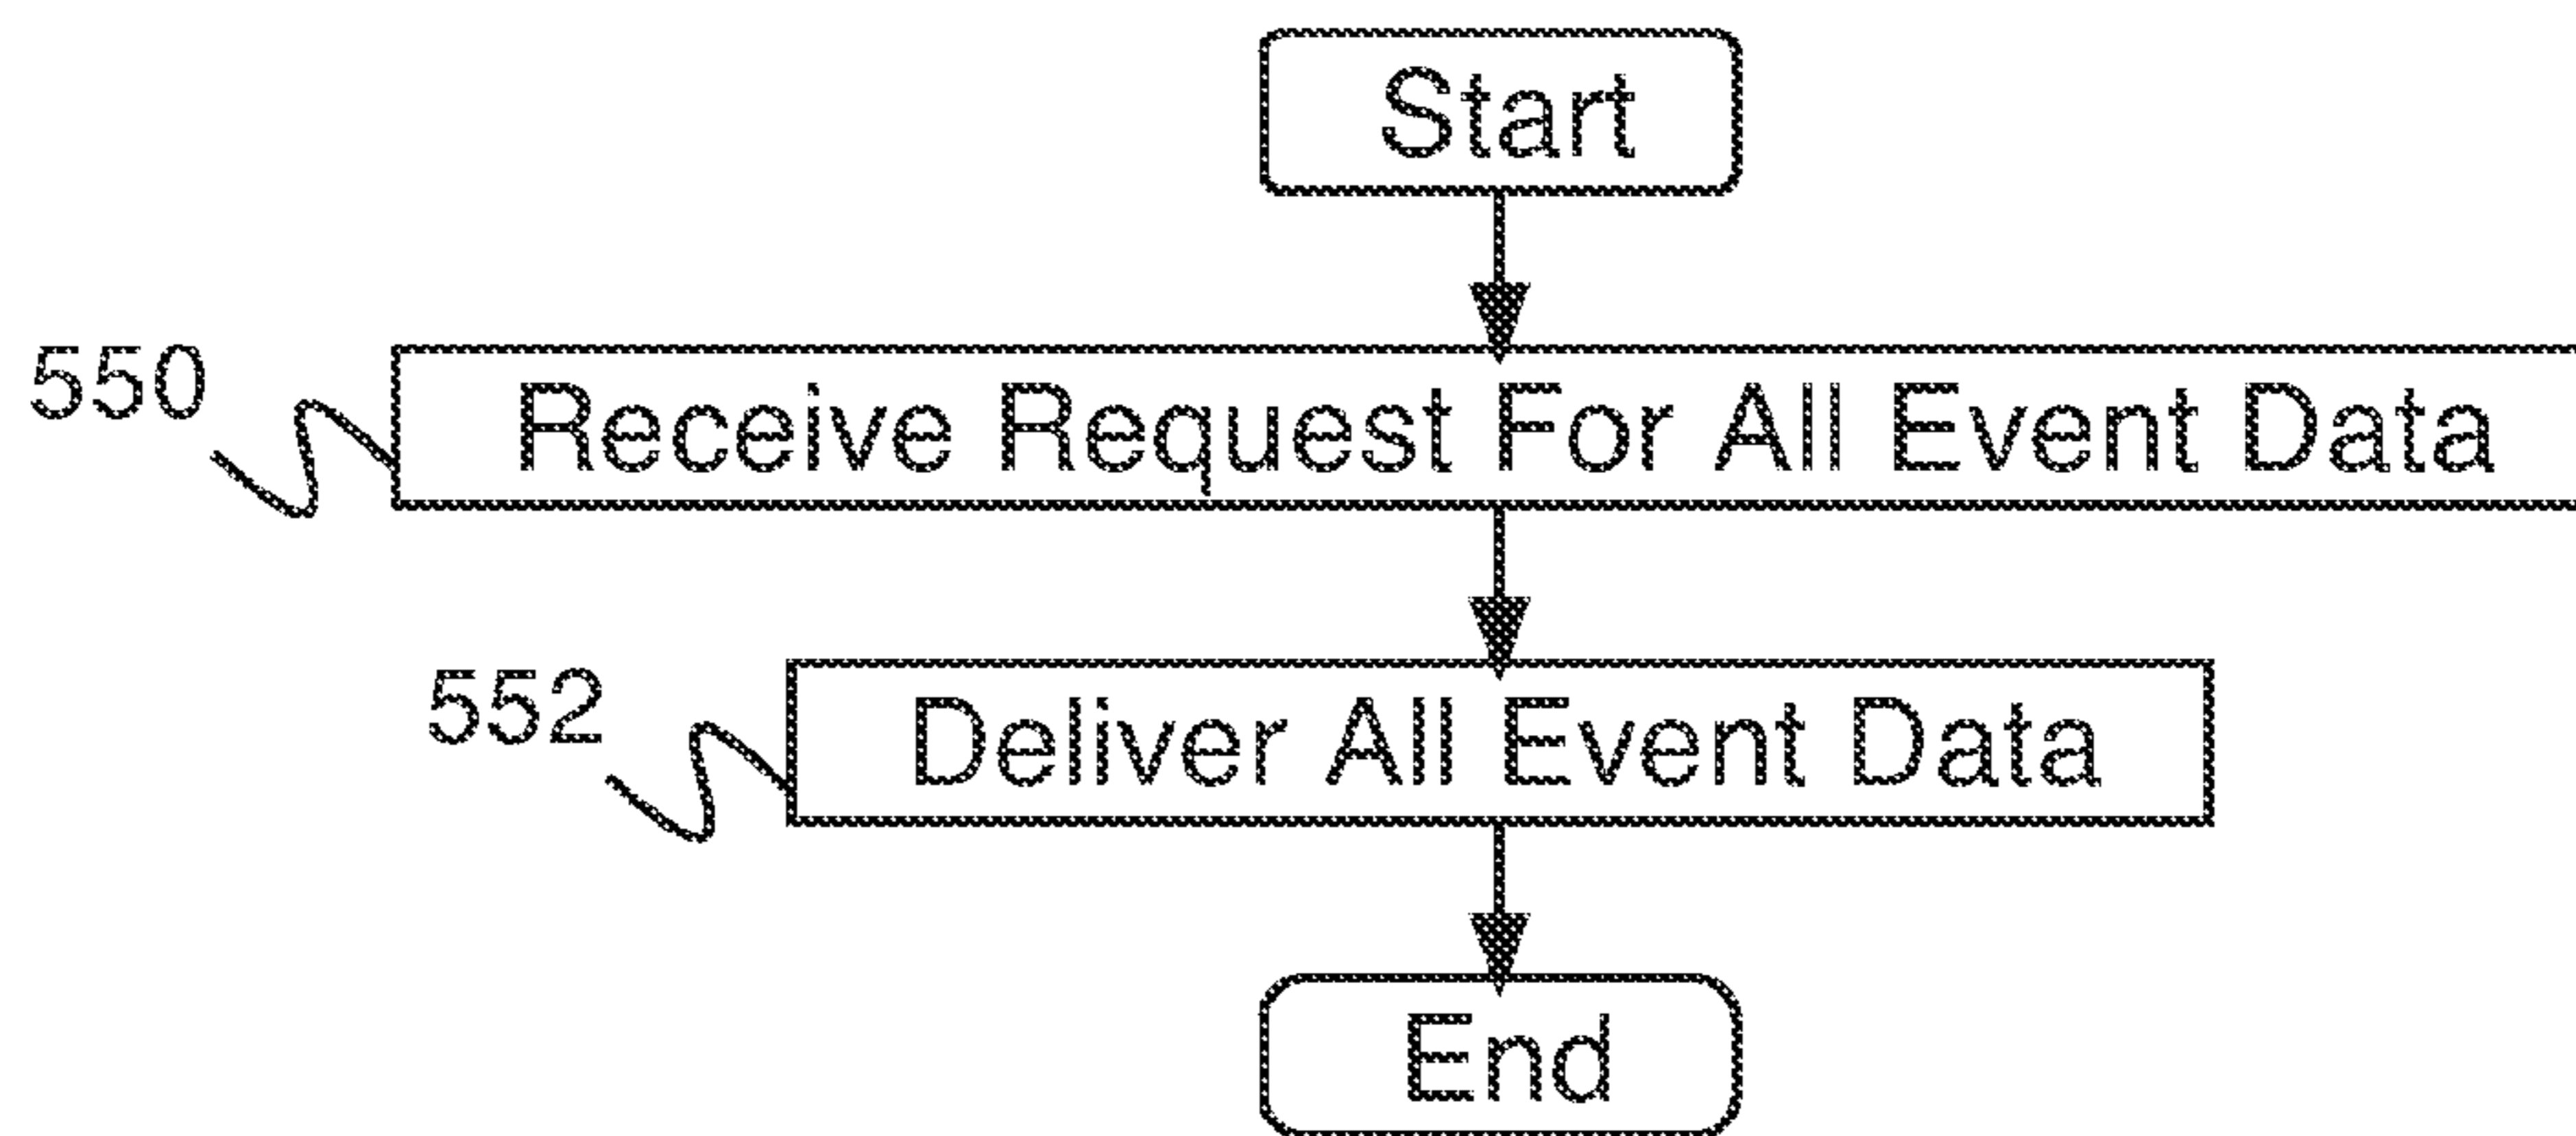 Start
550
Receive Request For All Event Data
552
Deliver All Event Data
End